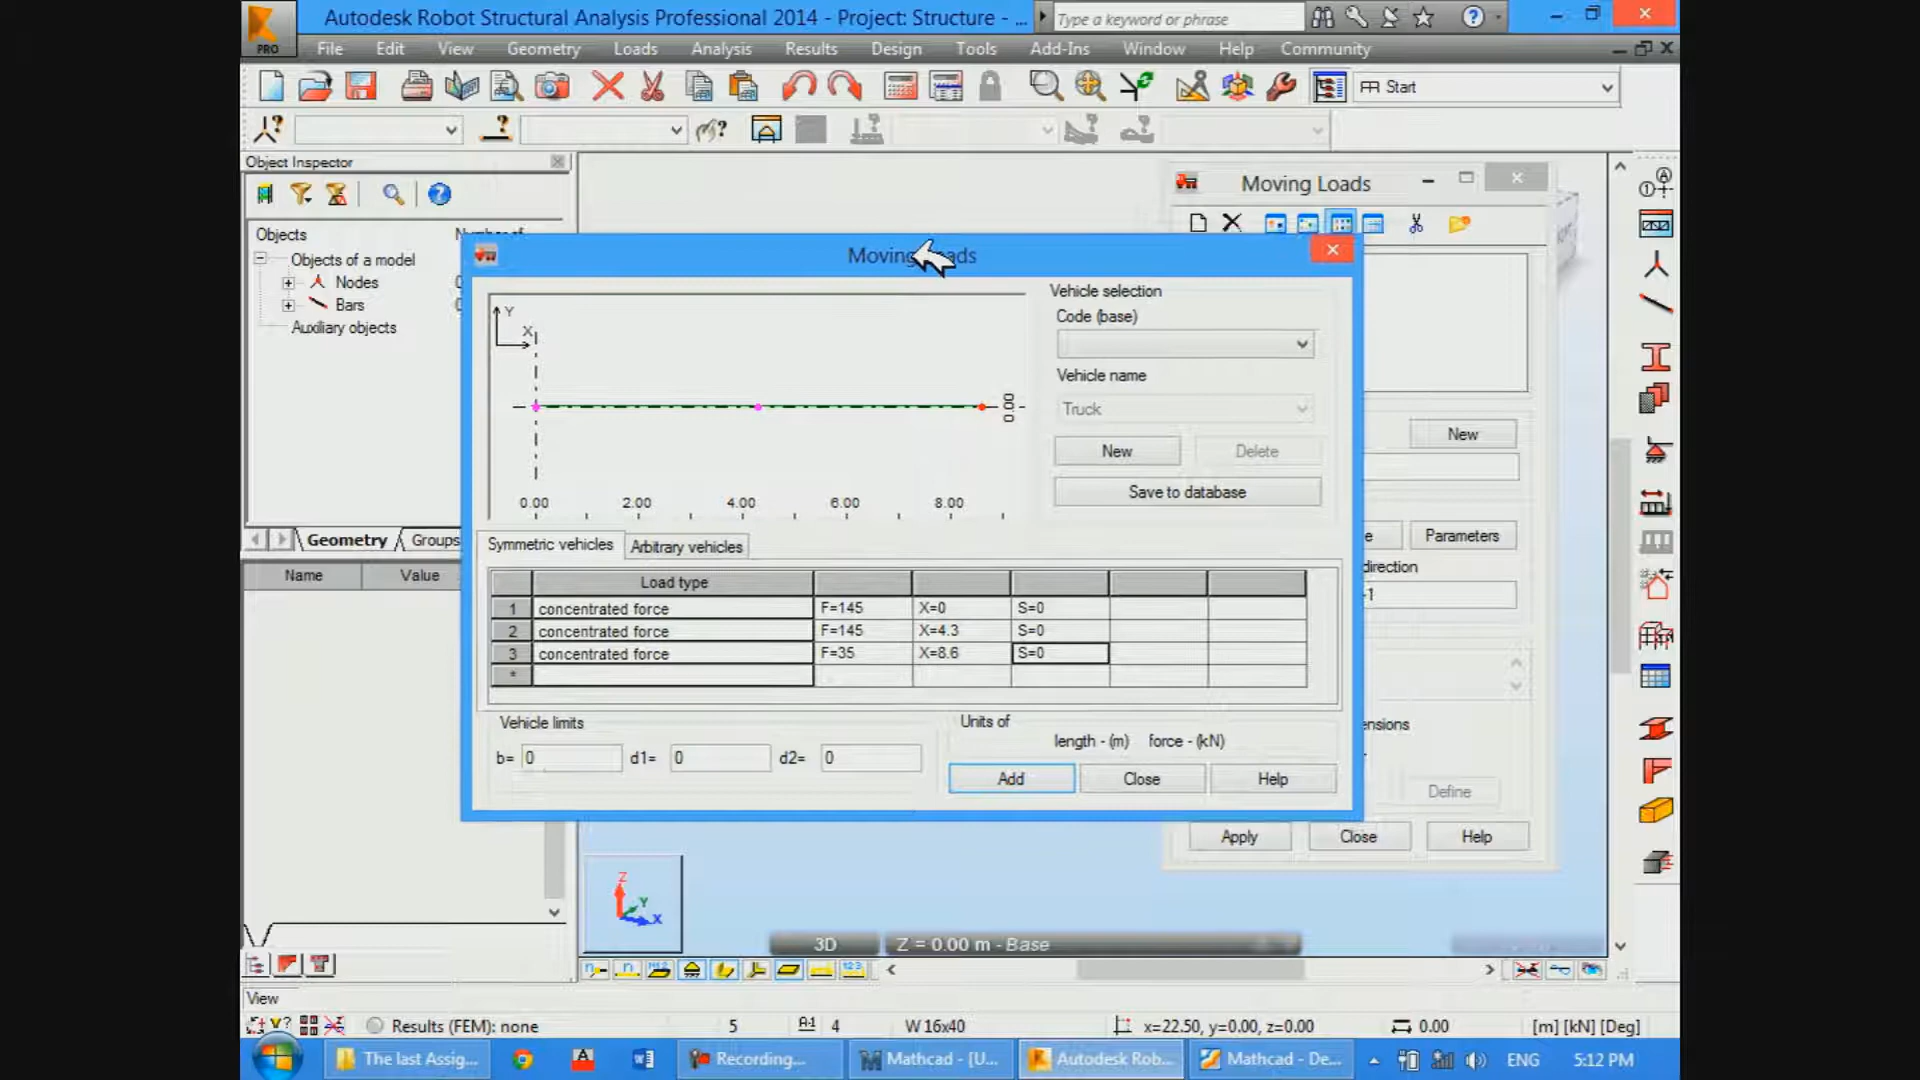 Autodesk Robot Structural Analysis Professional 2014 - Project: Structure - ...
Type a keyword or phrase
PRO
File Edit View Geometry Loads Analysis Results Design Tools Add-Ins Window Help Community
Start
Object Inspector
Objects
Objects of a model
Nodes
Bars
Auxiliary objects
Geometry
Groups
Name Value
Moving Loads
New
Parameters
direction
Apply Close Help
Define
Moving
Y
X
0.00
0.00 2.00 4.00 6.00 8.00
Vehicle selection
Code (base)
Vehicle name
Truck
New Delete
Save to database
Symmetric vehicles Arbitrary vehicles
Load type
1 concentrated force F=145 X=0 S=0
2 concentrated force F=145 X=4.3 S=0
3 concentrated force F=35 X=8.6 S=0
*
Vehicle limits
b= 0 d1= 0 d2= 0
Units of
length - (m) force - (kN)
Add Close Help
Z
Y
X
3D Z = 0.00 m - Base
View
Results (FEM): none 5 4 W 16x40 x=22.50, y=0.00, z=0.00 0.00 [m] [kN] [Deg]
The last Assig... Recording... Mathcad - [U... Autodesk Rob... Mathcad - De... ENG 5:12 PM